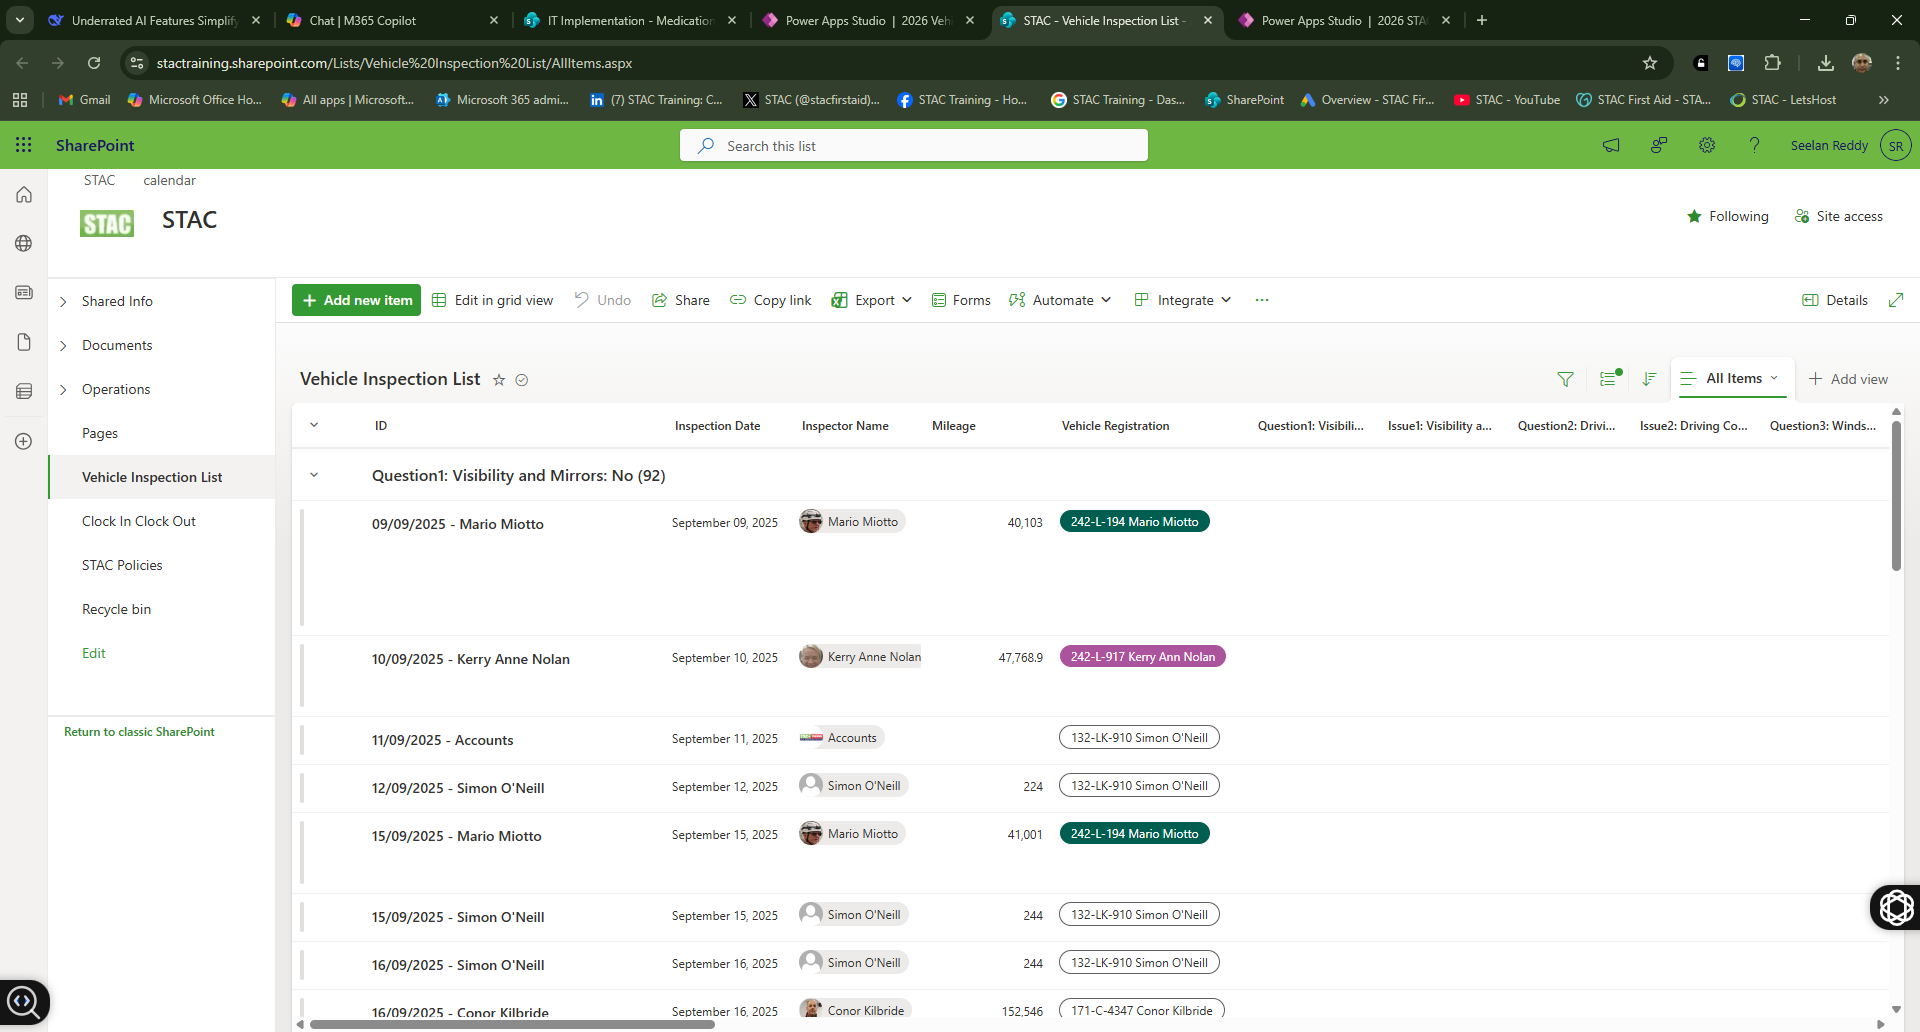 Underrated AI Features Simplify
Chat | M365 Copilot
IT Implementation - Medication
Power Apps Studio | 2026 Vehi
STAC - Vehicle Inspection List -
Power Apps Studio | 2026 STA
stactraining.sharepoint.com/Lists/Vehicle%20Inspection%20List/AllItems.aspx
Gmail
Microsoft Office Ho...
All apps | Microsoft...
Microsoft 365 admi...
(7) STAC Training: C...
STAC (@stacfirstaid)...
STAC Training - Ho...
STAC Training - Das...
SharePoint
Overview - STAC Fir...
STAC - YouTube
STAC First Aid - STA...
STAC - LetsHost
SharePoint
Search this list
Seelan Reddy
SR
STAC calendar
STAC
STAC
Following
Site access
Shared Info
Documents
Operations
Pages
Vehicle Inspection List
Clock In Clock Out
STAC Policies
Recycle bin
Edit
Return to classic SharePoint
Add new item
Edit in grid view
Undo
Share
Copy link
Export
Forms
Automate
Integrate
Details
Vehicle Inspection List
All Items
Add view
ID Inspection Date Inspector Name Mileage Vehicle Registration Question1: Visibili... Issue1: Visibility a... Question2: Drivi... Issue2: Driving Co... Question3: Winds...
Question1: Visibility and Mirrors: No (92)
09/09/2025 - Mario Miotto September 09, 2025 Mario Miotto 40,103 242-L-194 Mario Miotto
10/09/2025 - Kerry Anne Nolan September 10, 2025 Kerry Anne Nolan 47,768.9 242-L-917 Kerry Ann Nolan
11/09/2025 - Accounts September 11, 2025 Accounts 132-LK-910 Simon O'Neill
12/09/2025 - Simon O'Neill September 12, 2025 Simon O'Neill 224 132-LK-910 Simon O'Neill
15/09/2025 - Mario Miotto September 15, 2025 Mario Miotto 41,001 242-L-194 Mario Miotto
15/09/2025 - Simon O'Neill September 15, 2025 Simon O'Neill 244 132-LK-910 Simon O'Neill
16/09/2025 - Simon O'Neill September 16, 2025 Simon O'Neill 244 132-LK-910 Simon O'Neill
16/09/2025 - Conor Kilbride September 16, 2025 Conor Kilbride 152,546 171-C-4347 Conor Kilbride